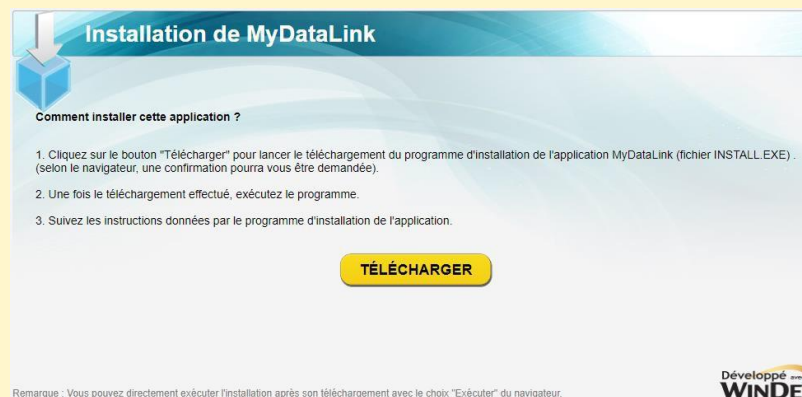 Installation de MyDataLink
Comment installer cette application ?
1. Cliquez sur le bouton "Télécharger" pour lancer le téléchargement du programme d'installation de l'application MyDataLink (fichier INSTALL.EXE) .
(selon le navigateur, une confirmation pourra vous être demandée).
2. Une fois le téléchargement effectué, exécutez le programme.
3. Suivez les instructions données par le programme d'installation de l'application.
TÉLÉCHARGER
Développé avec
WINDE
Remarque : Vous pouvez directement exécuter l'installation après son téléchargement avec le choix "Exécuter" du navigateur.